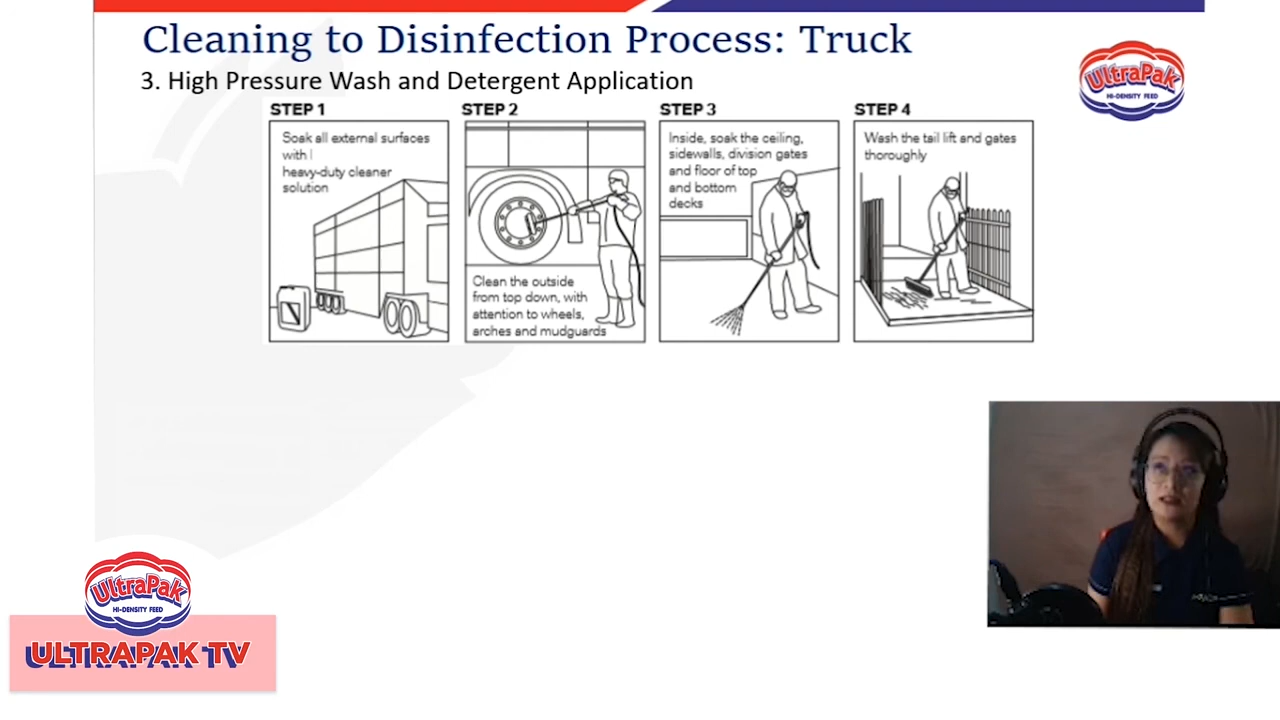 Cleaning to Disinfection Process: Truck
3. High Pressure Wash and Detergent Application
UltraPak
HI-DENSITY FEED
STEP 1
Soak all external surfaces
with
heavy-duty cleaner
solution
STEP 2
Clean the outside
from top down, with
attention to wheels,
arches and mudguards
STEP 3
Inside, soak the ceiling,
sidewalls, division gates
and floor of top
and bottom
decks
STEP 4
Wash the tail lift and gates
thoroughly
UltraPak
HI-DENSITY FEED
ULTRAPAK TV